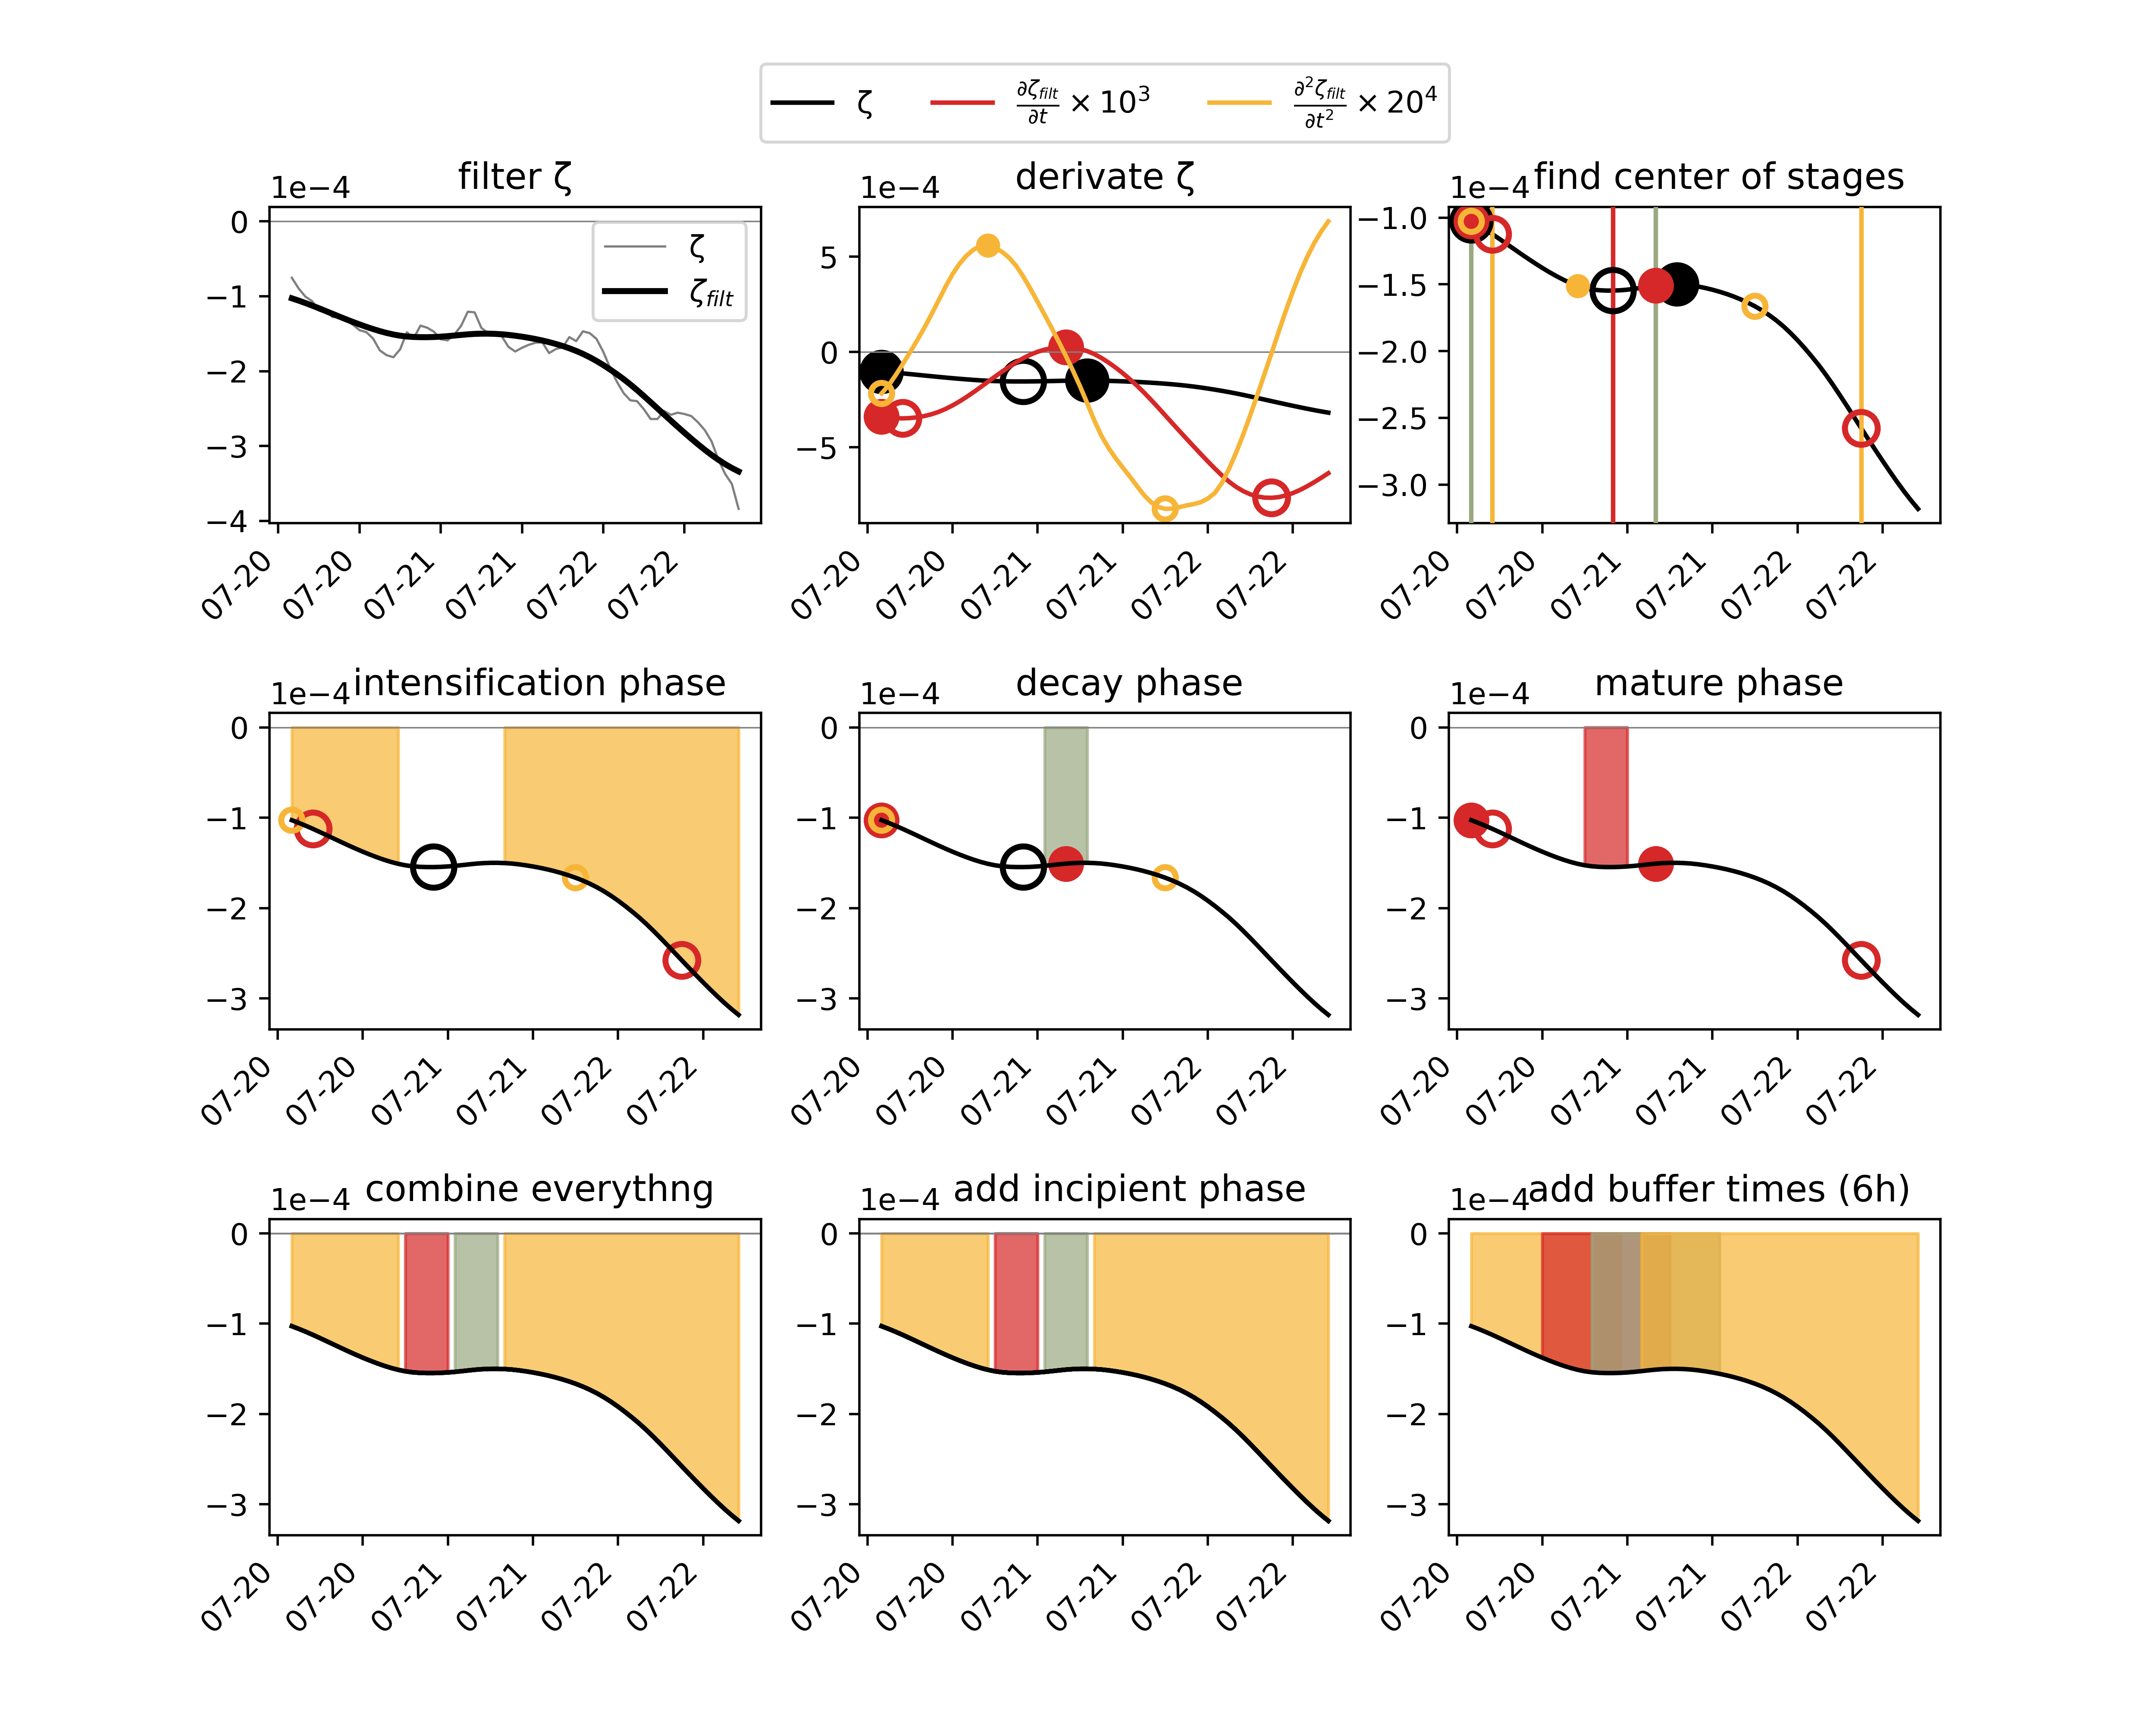 ζ ∂ζ_filt/∂t × 10³ ∂²ζ_filt/∂t² × 20⁴
filter ζ
1e−4
0
−1
−2
−3
−4
ζ
ζ_filt
07-20 07-20 07-21 07-21 07-22 07-22
derivate ζ
1e−4
5
0
−5
07-20 07-20 07-21 07-21 07-22 07-22
find center of stages
1e−4
−1.0
−1.5
−2.0
−2.5
−3.0
07-20 07-20 07-21 07-21 07-22 07-22
intensification phase
1e−4
0
−1
−2
−3
07-20 07-20 07-21 07-21 07-22 07-22
decay phase
1e−4
0
−1
−2
−3
07-20 07-20 07-21 07-21 07-22 07-22
mature phase
1e−4
0
−1
−2
−3
07-20 07-20 07-21 07-21 07-22 07-22
combine everythng
1e−4
0
−1
−2
−3
07-20 07-20 07-21 07-21 07-22 07-22
add incipient phase
1e−4
0
−1
−2
−3
07-20 07-20 07-21 07-21 07-22 07-22
add buffer times (6h)
1e−4
0
−1
−2
−3
07-20 07-20 07-21 07-21 07-22 07-22